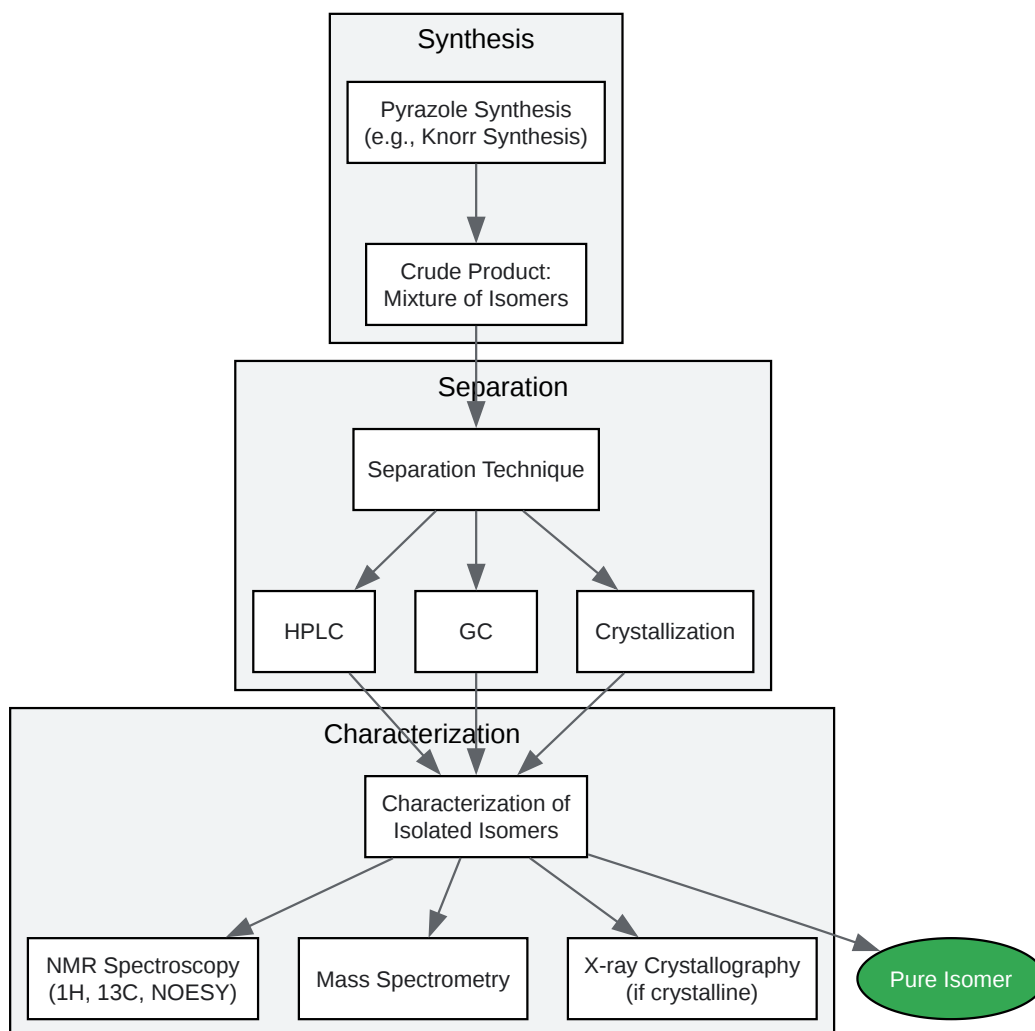 Synthesis
Pyrazole Synthesis
(e.g., Knorr Synthesis)
Crude Product:
Mixture of Isomers
Separation
Separation Technique
HPLC
GC
Crystallization
Characterization
Characterization of
Isolated Isomers
NMR Spectroscopy
(1H, 13C, NOESY)
Mass Spectrometry
X-ray Crystallography
(if crystalline)
Pure Isomer